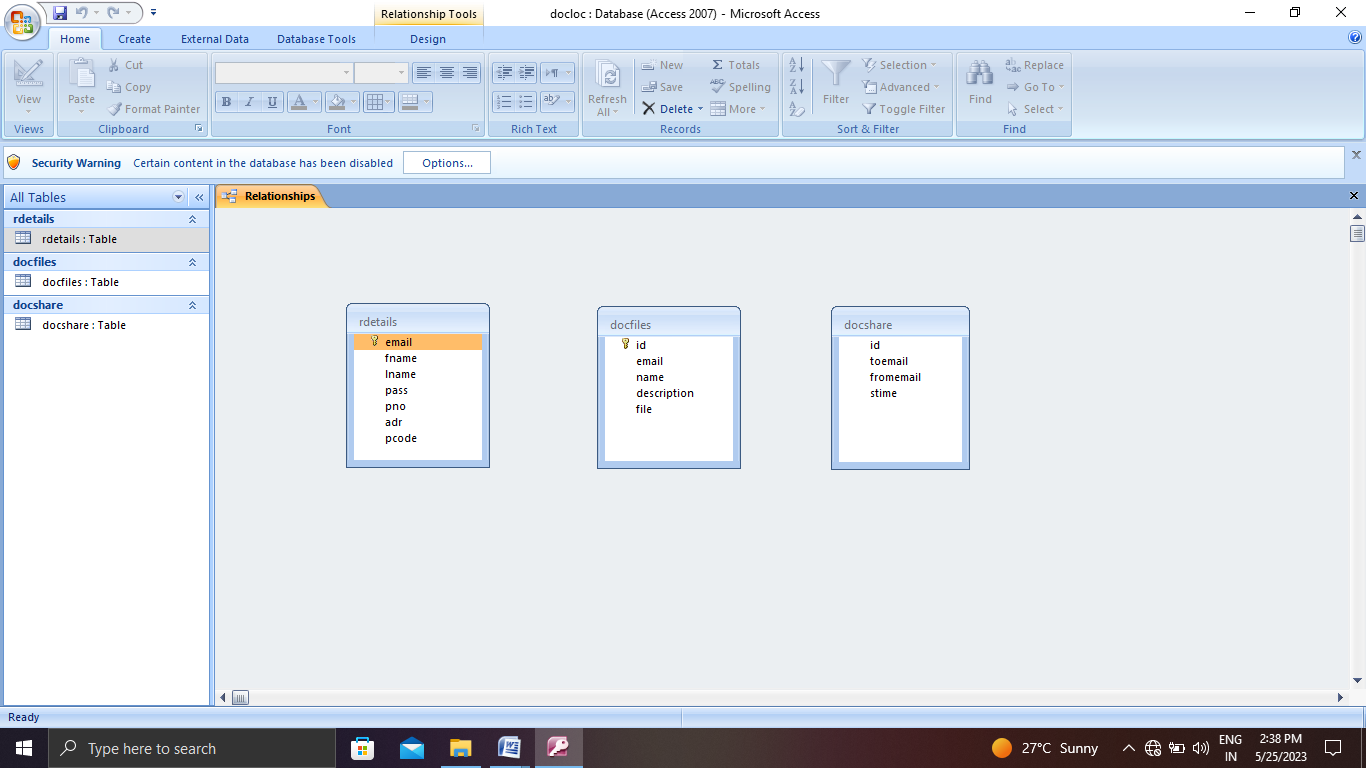 Relationship Tools
docloc : Database (Access 2007) - Microsoft Access
Home Create External Data Database Tools Design
View
Views
Paste
Cut
Copy
Format Painter
Clipboard
B I U A
Font
Rich Text
Refresh All
New
Save
Delete
Σ Totals
Spelling
More
Records
Filter
Selection
Advanced
Toggle Filter
Sort & Filter
Find
Replace
Go To
Select
Find
Security Warning Certain content in the database has been disabled Options...
All Tables
rdetails
rdetails : Table
docfiles
docfiles : Table
docshare
docshare : Table
Relationships
rdetails
email
fname
lname
pass
pno
adr
pcode
docfiles
id
email
name
description
file
docshare
id
toemail
fromemail
stime
Ready
Type here to search
27°C Sunny
ENG
IN
2:38 PM
5/25/2023